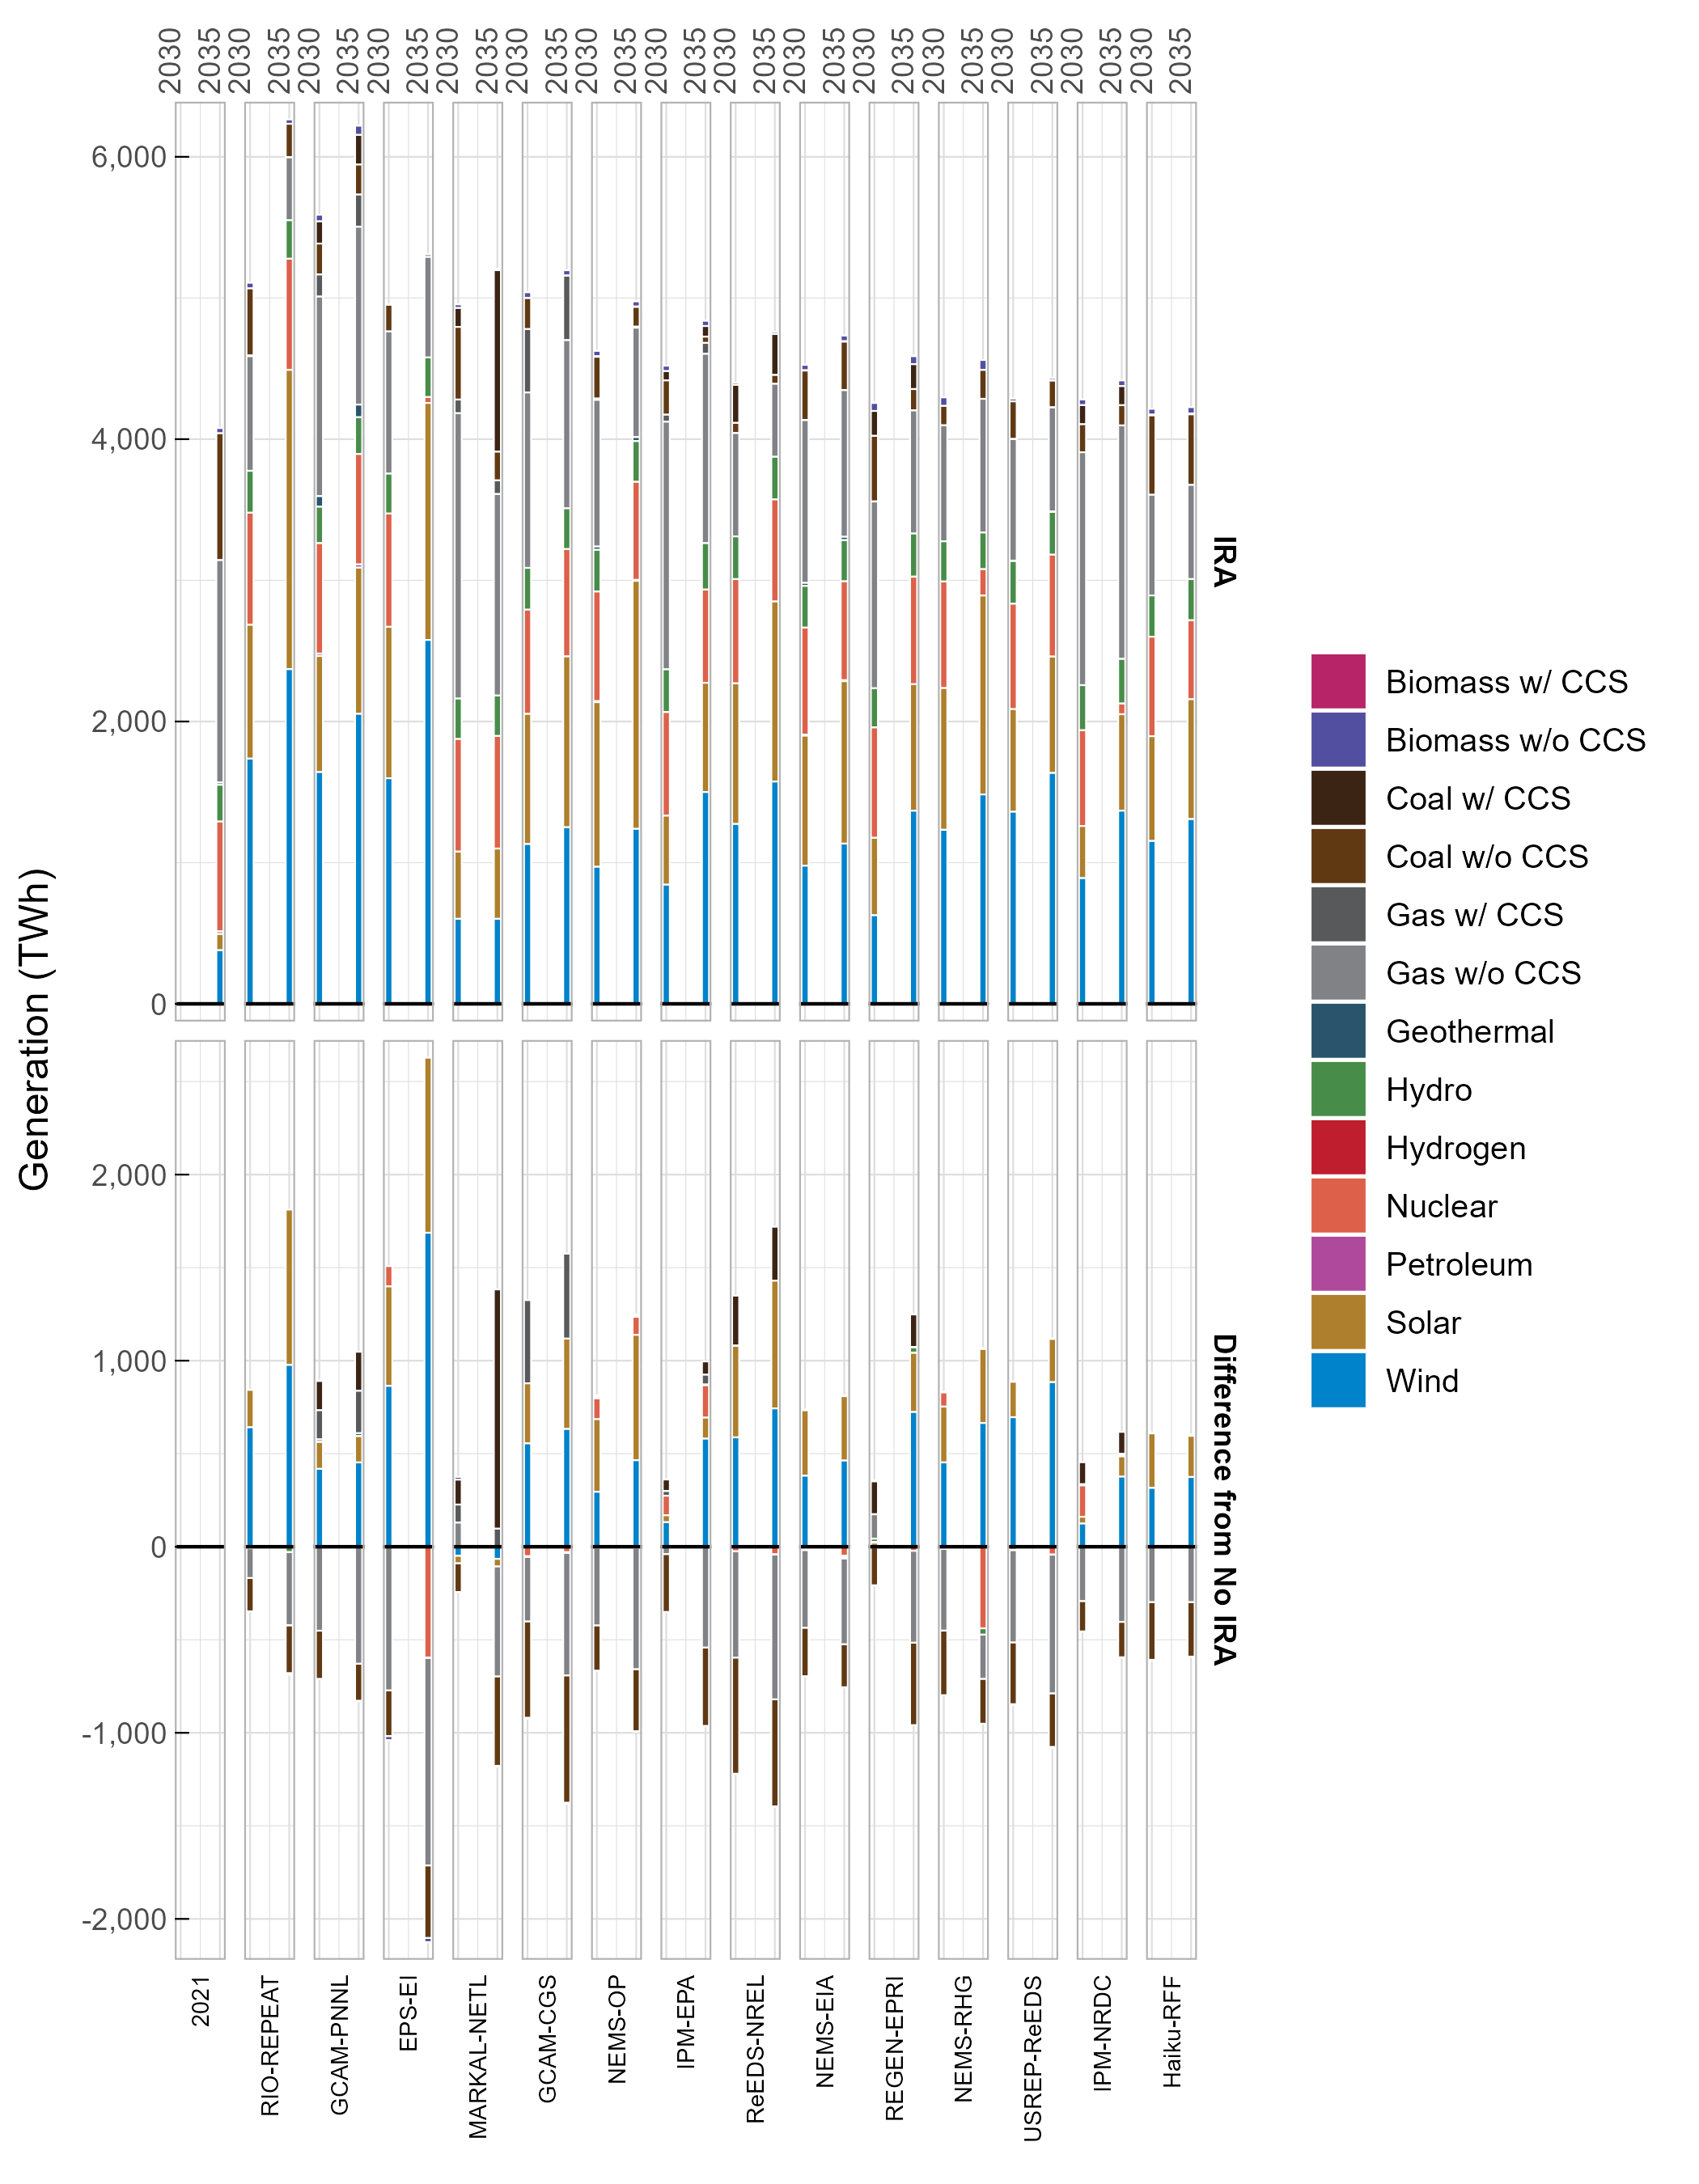 2030 2035 2030 2035 2030 2035 2030 2035 2030 2035 2030 2035 2030 2035 2030 2035 2030 2035 2030 2035 2030 2035 2030 2035 2030 2035 2030 2035 2030 2035
6,000
4,000
2,000
0
IRA
2,000
1,000
0
-1,000
-2,000
Difference from No IRA
Generation (TWh)
2021
RIO-REPEAT
GCAM-PNNL
EPS-EI
MARKAL-NETL
GCAM-CGS
NEMS-OP
IPM-EPA
ReEDS-NREL
NEMS-EIA
REGEN-EPRI
NEMS-RHG
USREP-ReEDS
IPM-NRDC
Haiku-RFF
Biomass w/ CCS
Biomass w/o CCS
Coal w/ CCS
Coal w/o CCS
Gas w/ CCS
Gas w/o CCS
Geothermal
Hydro
Hydrogen
Nuclear
Petroleum
Solar
Wind